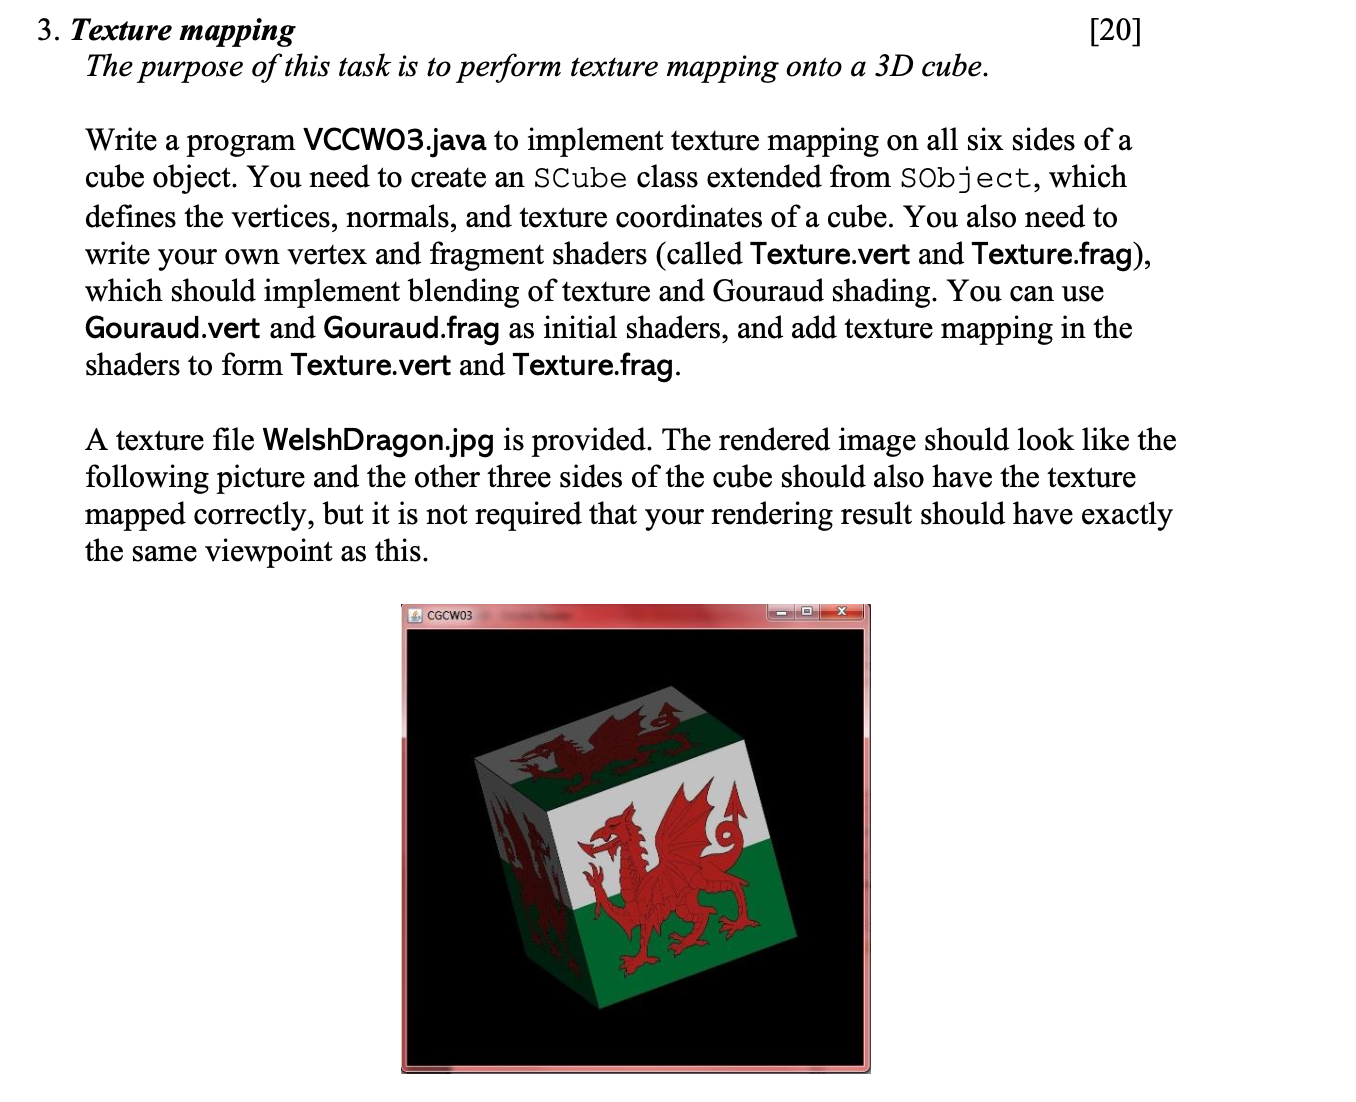 3. Texture mapping [20]
The purpose of this task is to perform texture mapping onto a 3D cube.
Write a program VCCW03.java to implement texture mapping on all six sides of a
cube object. You need to create an SCube class extended from SObject, which
defines the vertices, normals, and texture coordinates of a cube. You also need to
write your own vertex and fragment shaders (called Texture.vert and Texture.frag),
which should implement blending of texture and Gouraud shading. You can use
Gouraud.vert and Gouraud.frag as initial shaders, and add texture mapping in the
shaders to form Texture.vert and Texture.frag.
A texture file WelshDragon.jpg is provided. The rendered image should look like the
following picture and the other three sides of the cube should also have the texture
mapped correctly, but it is not required that your rendering result should have exactly
the same viewpoint as this.
CGCW03